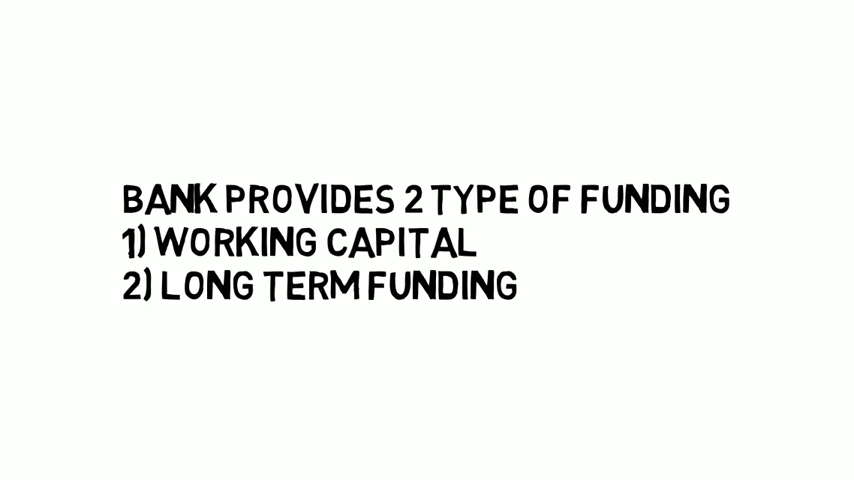 BANK PROVIDES 2 TYPE OF FUNDING
1) WORKING CAPITAL
2) LONG TERM FUNDING